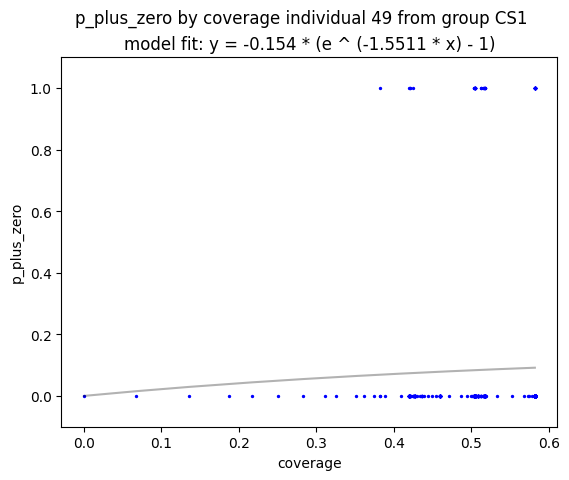 p_plus_zero by coverage individual 49 from group CS1
model fit: y = -0.154 * (e ^ (-1.5511 * x) - 1)
1.0
0.8
0.6
0.4
0.2
0.0
p_plus_zero
0.0 0.1 0.2 0.3 0.4 0.5 0.6
coverage